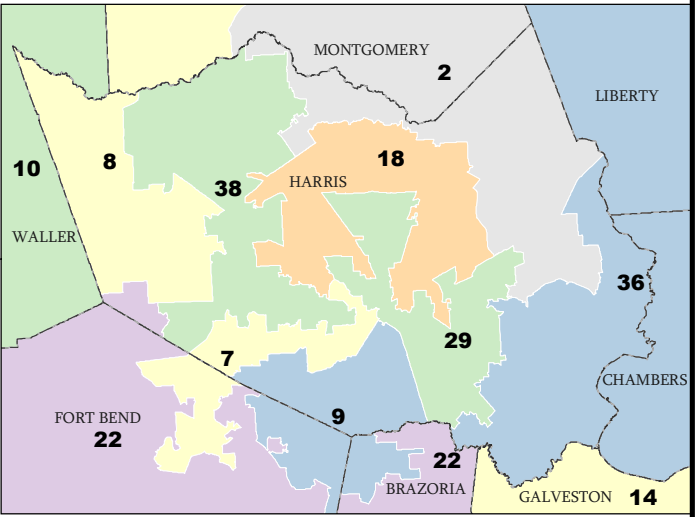 MONTGOMERY
2
LIBERTY
18
10
8
38
HARRIS
WALLER
36
29
7
CHAMBERS
FORT BEND
22
9
22
BRAZORIA
GALVESTON 14